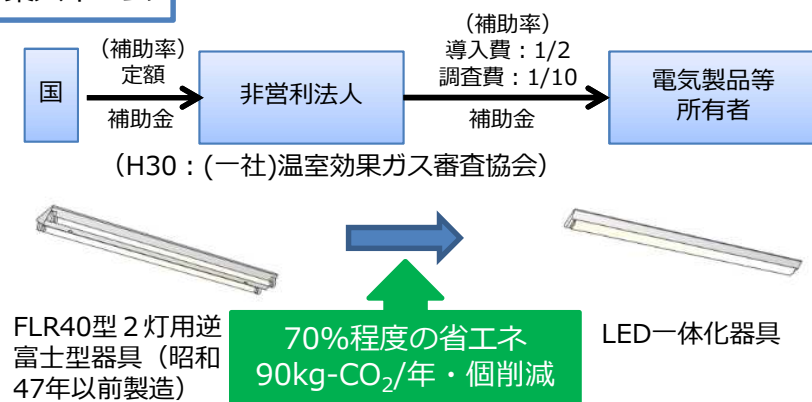 (補助率)
定額
(補助率)
導入費：1/2
調査費：1/10
国
非営利法人
電気製品等
所有者
補助金
補助金
（H30：(一社)温室効果ガス審査協会）
FLR40型２灯用逆
富士型器具（昭和
47年以前製造）
70%程度の省エネ
90kg-CO₂/年・個削減
LED一体化器具